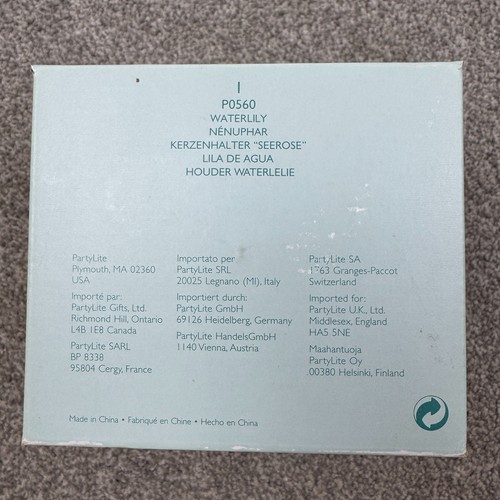 I
P0560
WATERLILY
NÉNUPHAR
KERZENHALTER "SEEROSE"
LILA DE AGUA
HOUDER WATERLELIE
PartyLite
Plymouth, MA 02360
USA
Importé par:
PartyLite Gifts, Ltd.
Richmond Hill, Ontario
L4B 1E8 Canada
PartyLite SARL
BP 8338
95804 Cergy, France
Importato per
PartyLite SRL
20025 Legnano (MI), Italy
Importiert durch:
PartyLite GmbH
69126 Heidelberg, Germany
PartyLite HandelsGmbH
1140 Vienna, Austria
PartyLite SA
Granges-Paccot
Switzerland
Imported for:
PartyLite U.K., Ltd.
Middlesex, England
HA5 5NE
Maahantuoja
PartyLite Oy
00380 Helsinki, Finland
Made in China • Fabriqué en Chine • Hecho en China